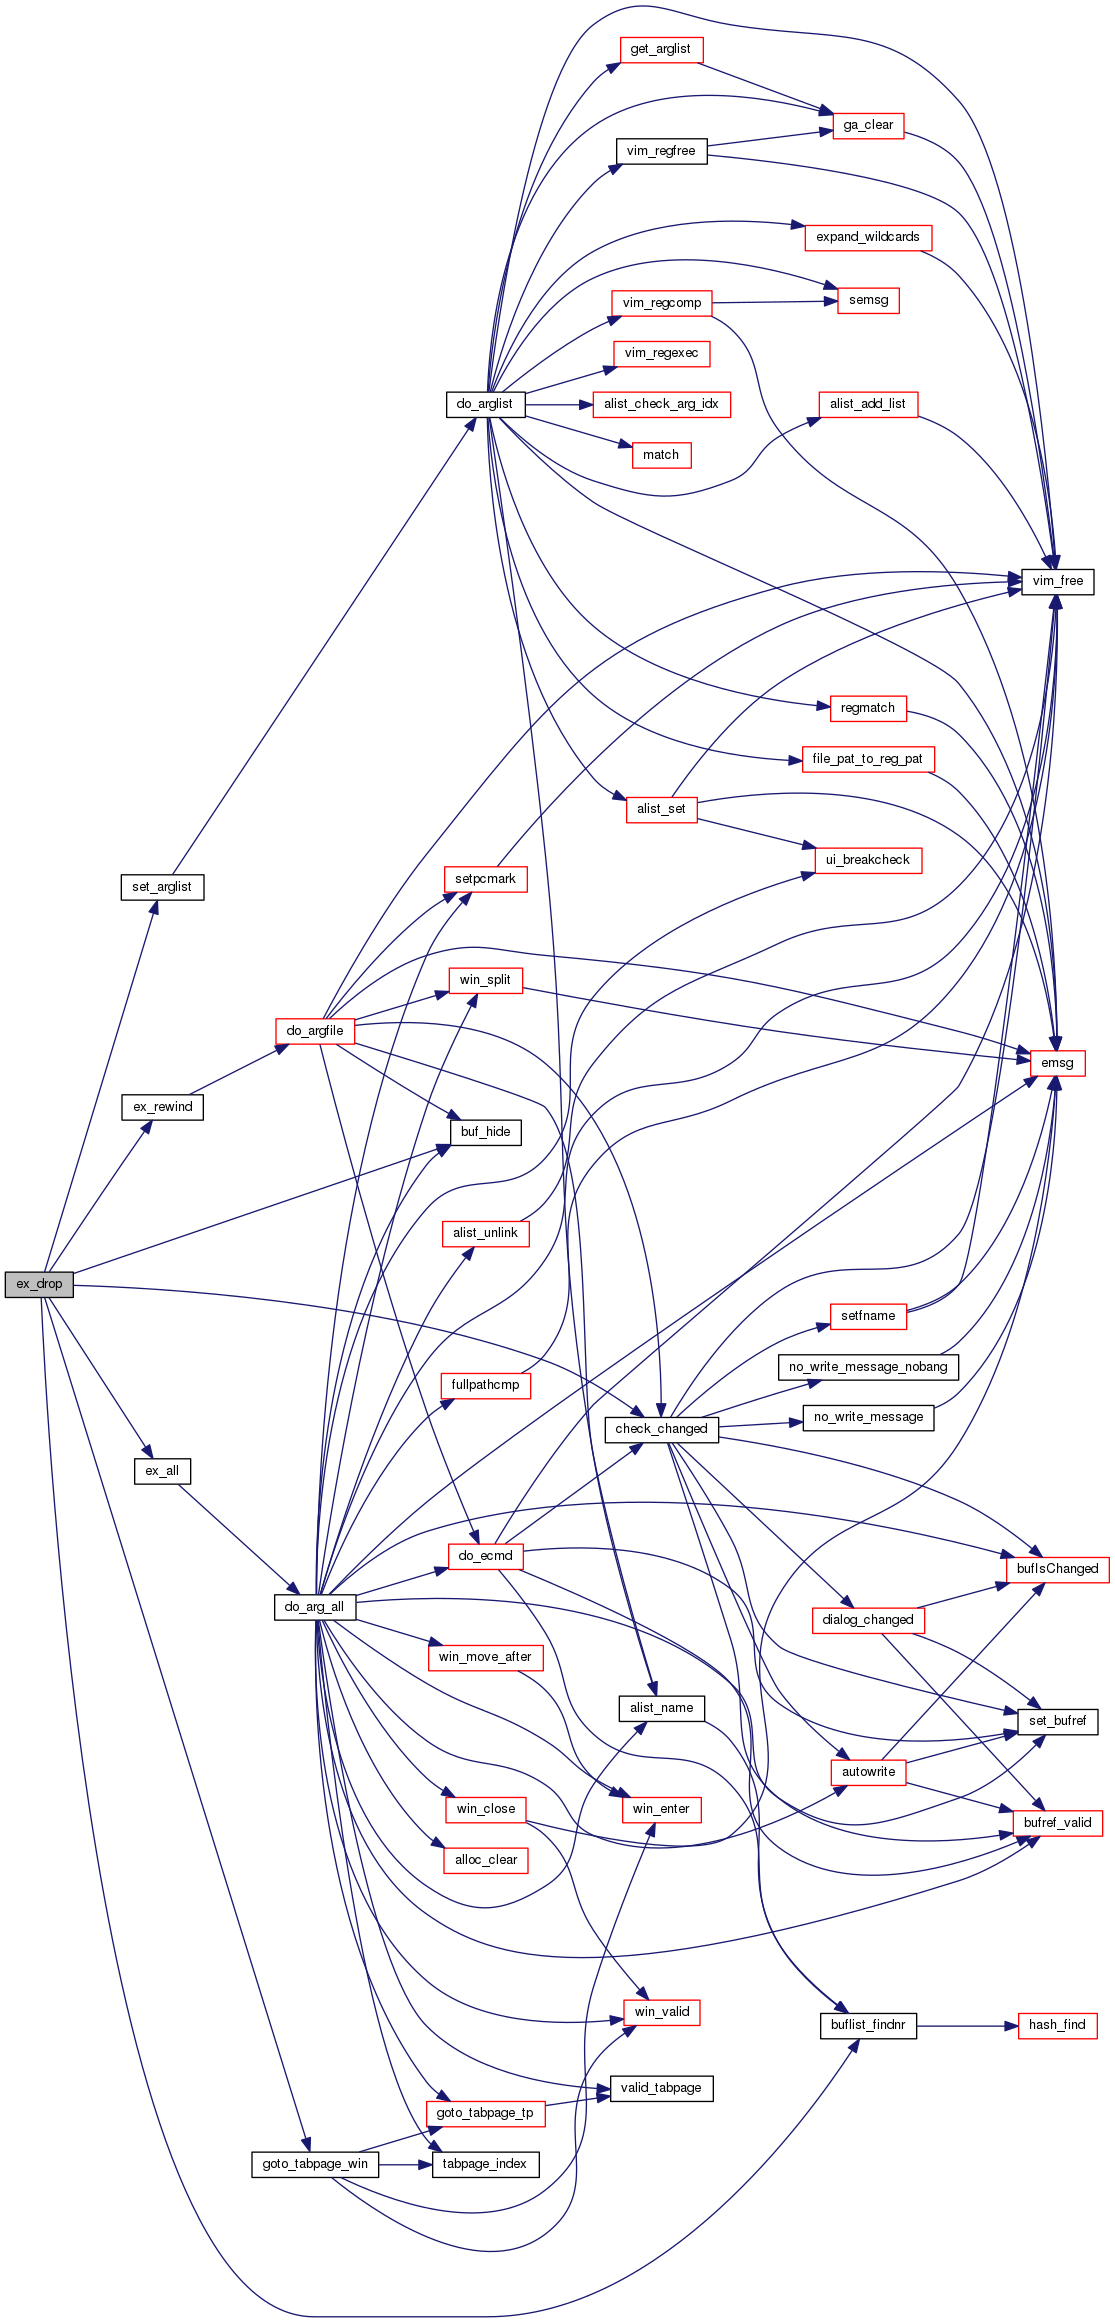 get_arglist
ga_clear
vim_regfree
expand_wildcards
semsg
vim_regcomp
vim_regexec
do_arglist
alist_check_arg_idx
alist_add_list
match
vim_free
regmatch
file_pat_to_reg_pat
alist_set
ui_breakcheck
set_arglist
setpcmark
win_split
do_argfile
emsg
ex_rewind
buf_hide
alist_unlink
ex_drop
setfname
no_write_message_nobang
fullpathcmp
no_write_message
check_changed
ex_all
do_ecmd
bufIsChanged
do_arg_all
dialog_changed
win_move_after
alist_name
set_bufref
autowrite
win_close
win_enter
bufref_valid
alloc_clear
win_valid
buflist_findnr
hash_find
valid_tabpage
goto_tabpage_tp
goto_tabpage_win
tabpage_index